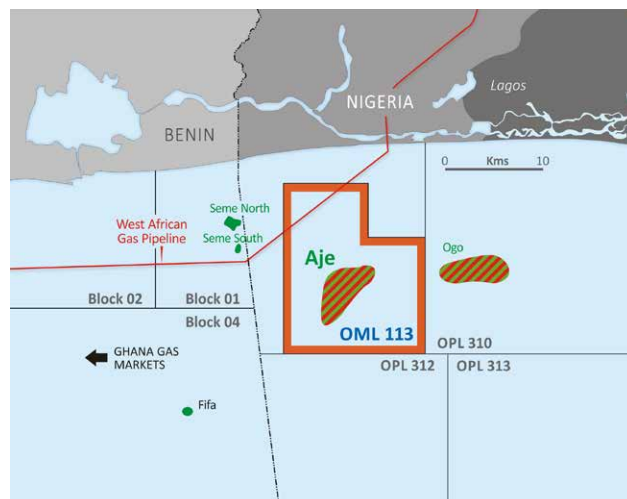 Lagos
NIGERIA
BENIN
0 Kms 10
Seme North
West African
Gas Pipeline
Seme South
Aje
Ogo
Block 02
Block 01
OML 113
Block 04
OPL 310
GHANA GAS
MARKETS
OPL 312
OPL 313
Fifa